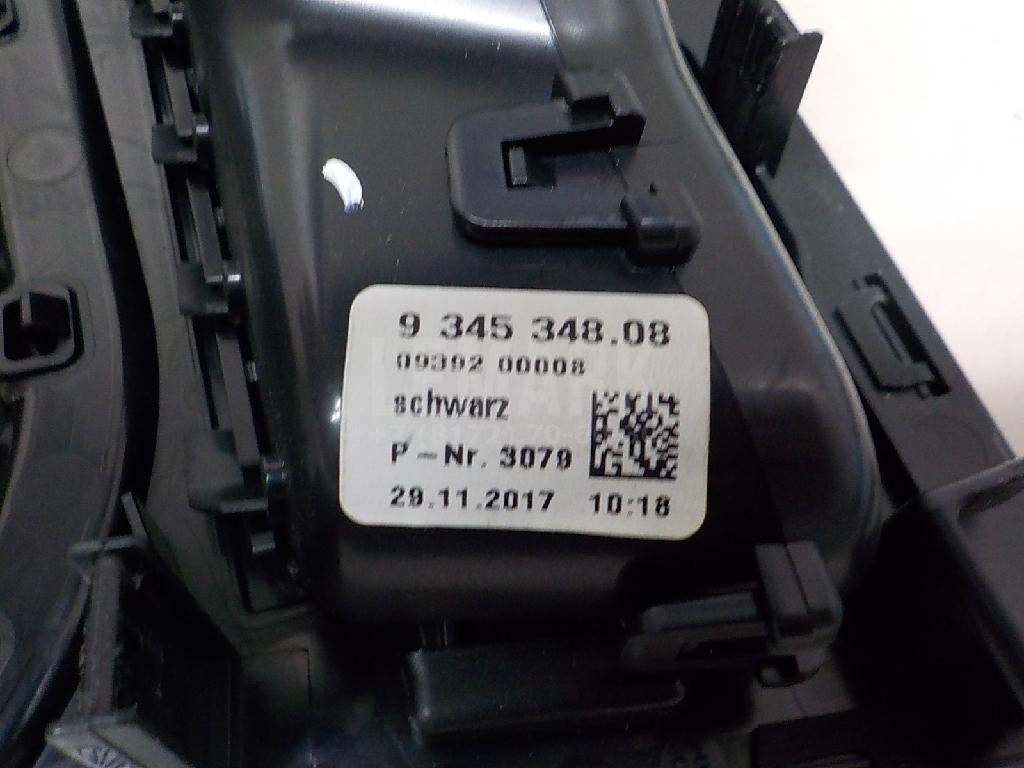 9 345 348.08
09392 00008
schwarz
P-Nr. 3079
29.11.2017 10:18